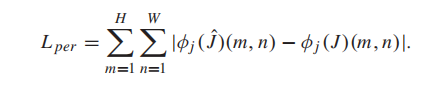 L_{per} = \sum_{m=1}^{H} \sum_{n=1}^{W} |\phi_j(\hat{J})(m, n) - \phi_j(J)(m, n)|.